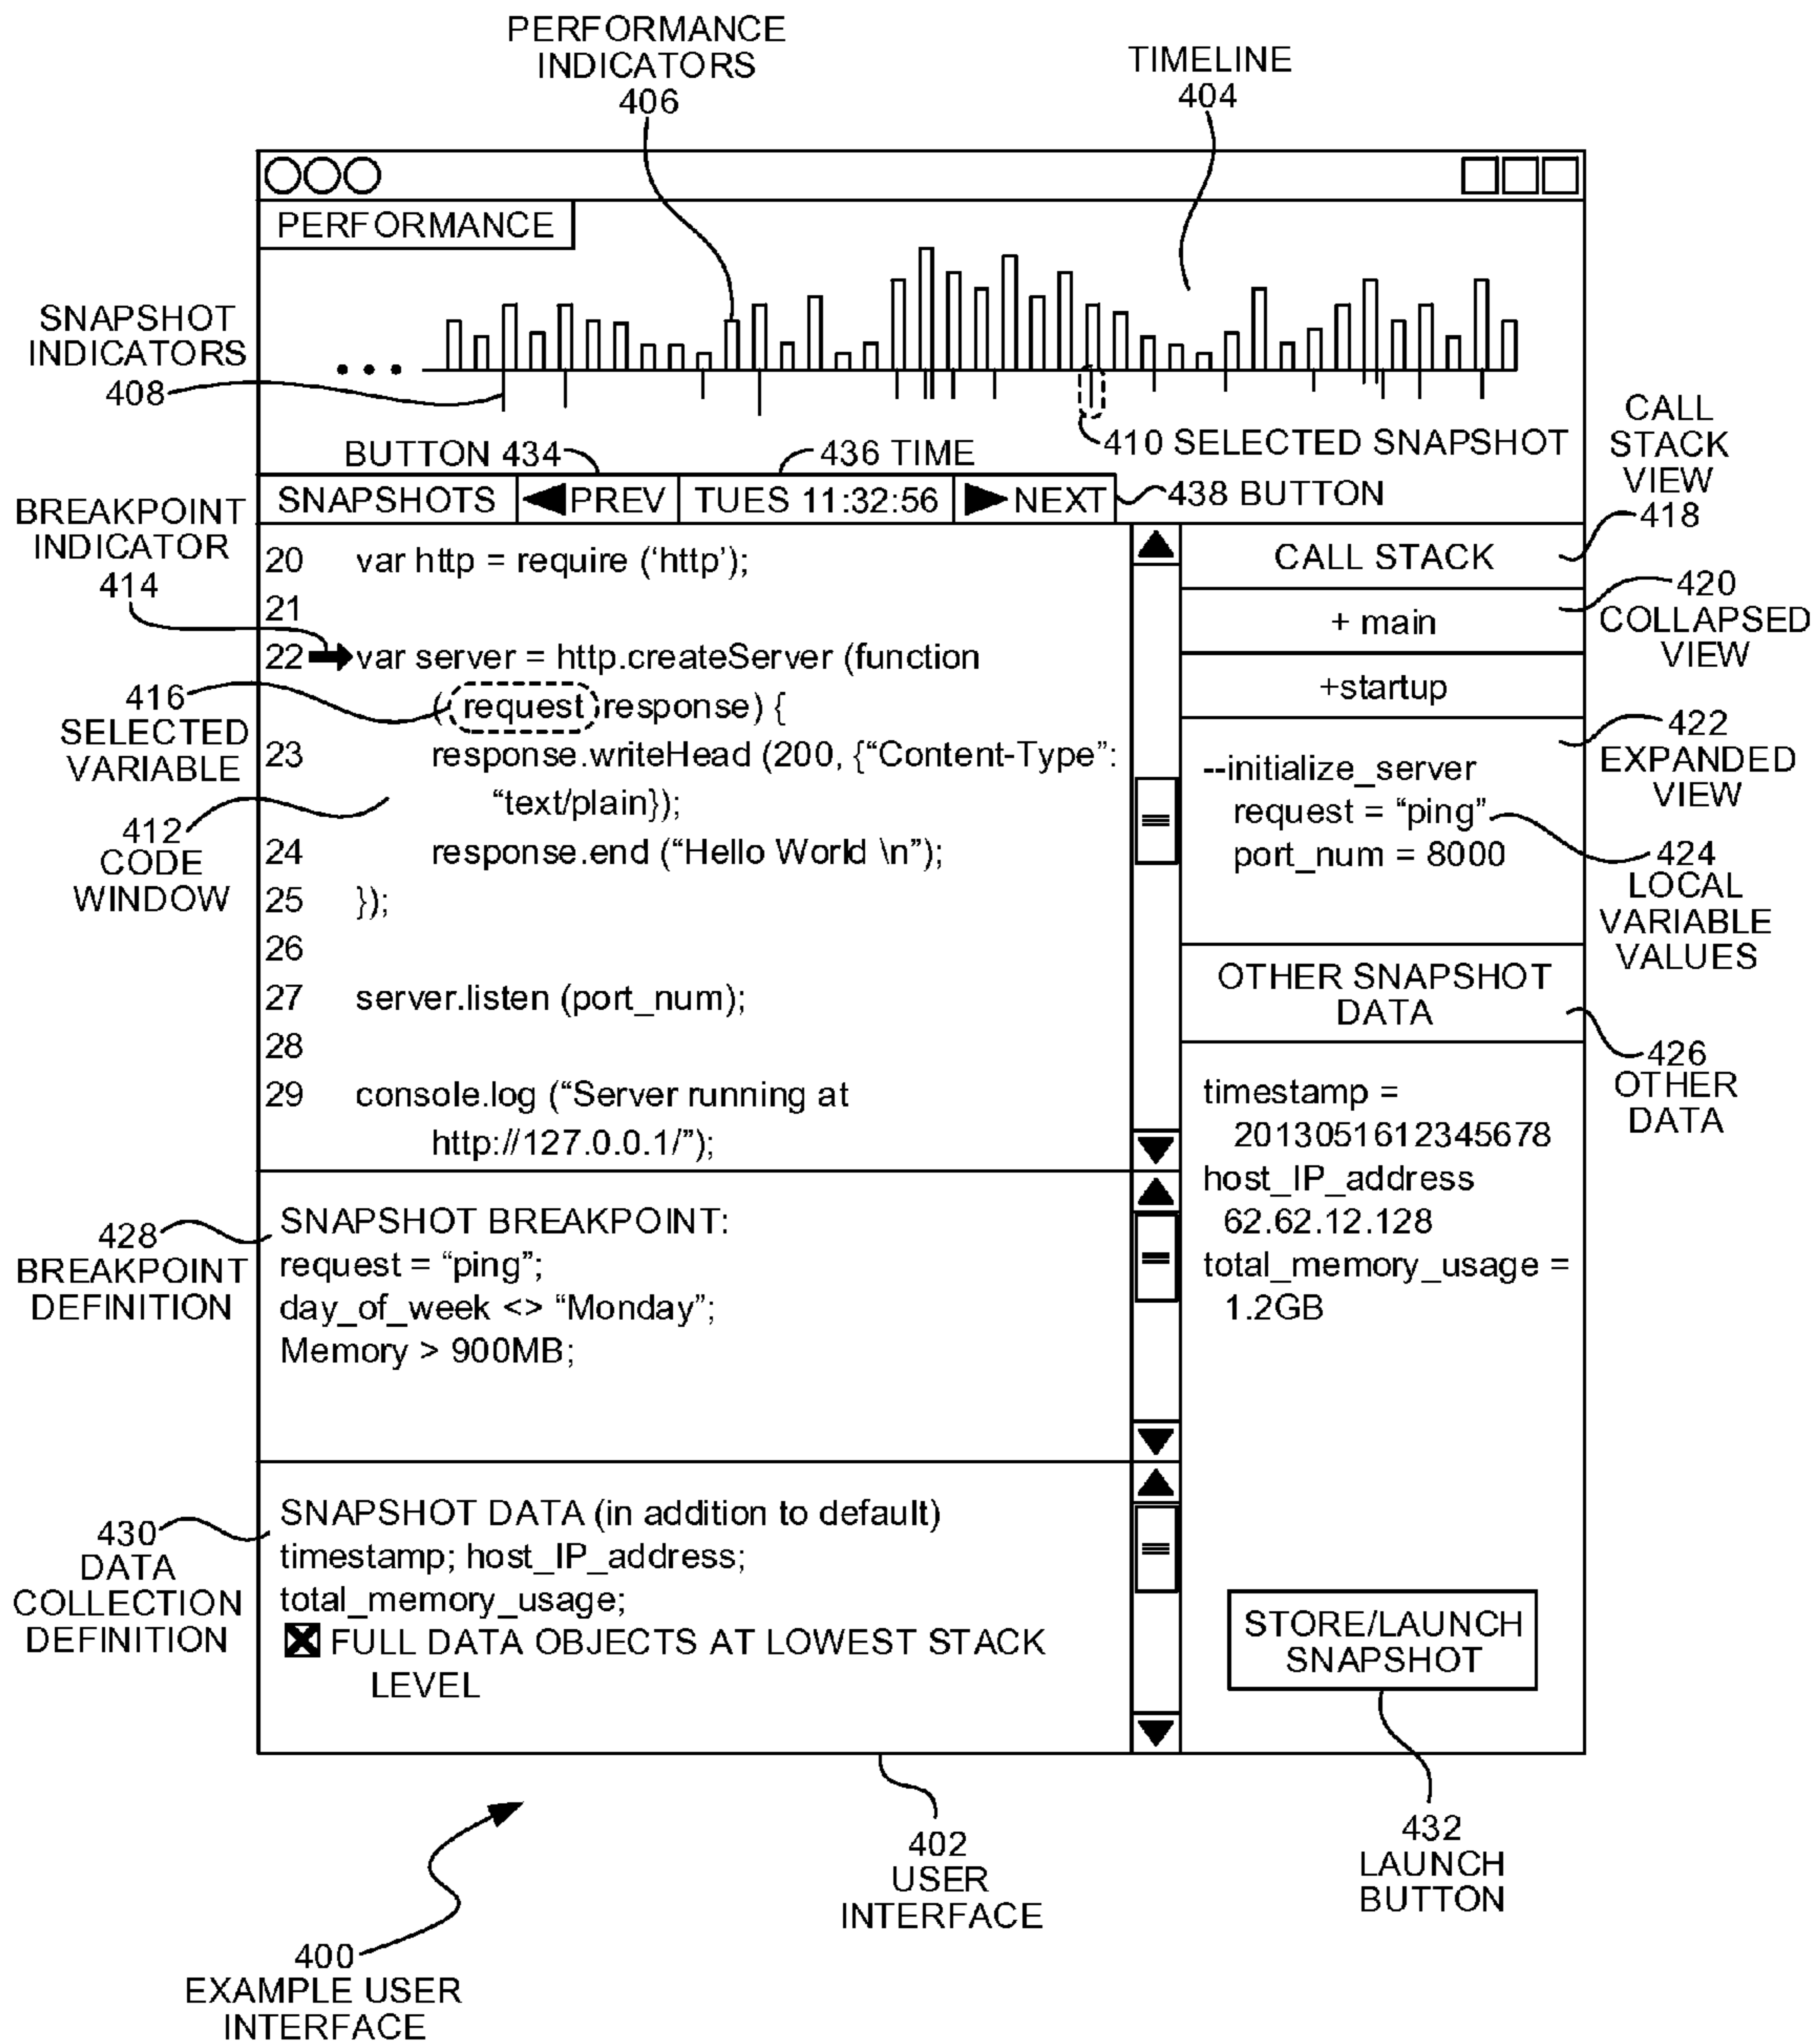 PERFORMANCE
INDICATORS
406
TIMELINE
404
PERFORMANCE
SNAPSHOT
INDICATORS
408
410 SELECTED SNAPSHOT
CALL
STACK
VIEW
418
BUTTON 434
436 TIME
438 BUTTON
SNAPSHOTS
PREV
TUES 11:32:56
NEXT
BREAKPOINT
INDICATOR
414
20 var http = require (‘http’);
21
22 var server = http.createServer (function
( request response) {
23 response.writeHead (200, {“Content-Type”:
“text/plain});
24 response.end (“Hello World \n”);
25 });
26
27 server.listen (port_num);
28
29 console.log (“Server running at
http://127.0.0.1/”);
416
SELECTED
VARIABLE
412
CODE
WINDOW
CALL STACK
+ main
+startup
--initialize_server
request = “ping”
port_num = 8000
420
COLLAPSED
VIEW
422
EXPANDED
VIEW
424
LOCAL
VARIABLE
VALUES
OTHER SNAPSHOT
DATA
426
OTHER
DATA
timestamp =
2013051612345678
host_IP_address
62.62.12.128
total_memory_usage =
1.2GB
428
BREAKPOINT
DEFINITION
SNAPSHOT BREAKPOINT:
request = “ping”;
day_of_week <> “Monday”;
Memory > 900MB;
430
DATA
COLLECTION
DEFINITION
SNAPSHOT DATA (in addition to default)
timestamp; host_IP_address;
total_memory_usage;
FULL DATA OBJECTS AT LOWEST STACK
LEVEL
STORE/LAUNCH
SNAPSHOT
432
LAUNCH
BUTTON
402
USER
INTERFACE
400
EXAMPLE USER
INTERFACE